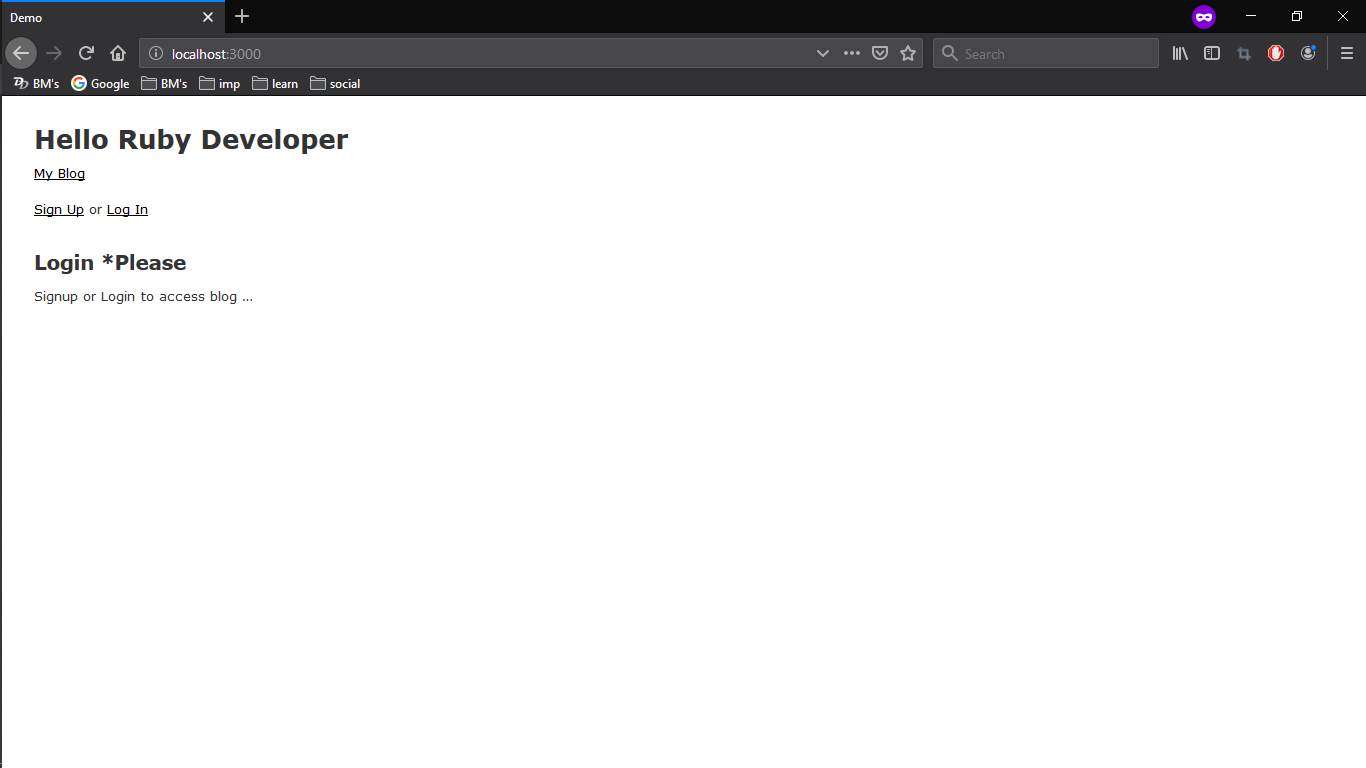 Demo
localhost:3000
Search
BM's Google BM's imp learn social
Hello Ruby Developer
My Blog
Sign Up or Log In
Login *Please
Signup or Login to access blog ...